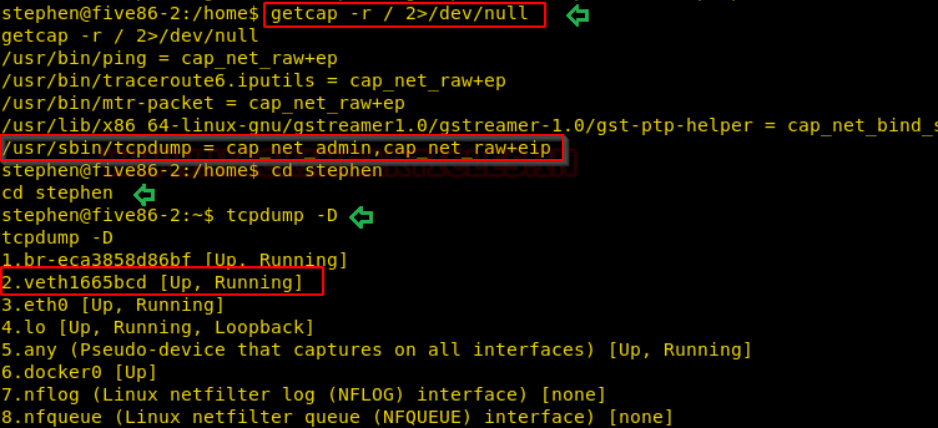 stephen@five86-2:/home$ getcap -r / 2>/dev/null
getcap -r / 2>/dev/null
/usr/bin/ping = cap_net_raw+ep
/usr/bin/traceroute6.iputils = cap_net_raw+ep
/usr/bin/mtr-packet = cap_net_raw+ep
/usr/lib/x86_64-linux-gnu/gstreamer1.0/gstreamer-1.0/gst-ptp-helper = cap_net_bind_s
/usr/sbin/tcpdump = cap_net_admin,cap_net_raw+eip
stephen@five86-2:/home$ cd stephen
cd stephen
stephen@five86-2:~$ tcpdump -D
tcpdump -D
1.br-eca3858d86bf [Up, Running]
2.veth1665bcd [Up, Running]
3.eth0 [Up, Running]
4.lo [Up, Running, Loopback]
5.any (Pseudo-device that captures on all interfaces) [Up, Running]
6.docker0 [Up]
7.nflog (Linux netfilter log (NFLOG) interface) [none]
8.nfqueue (Linux netfilter queue (NFQUEUE) interface) [none]